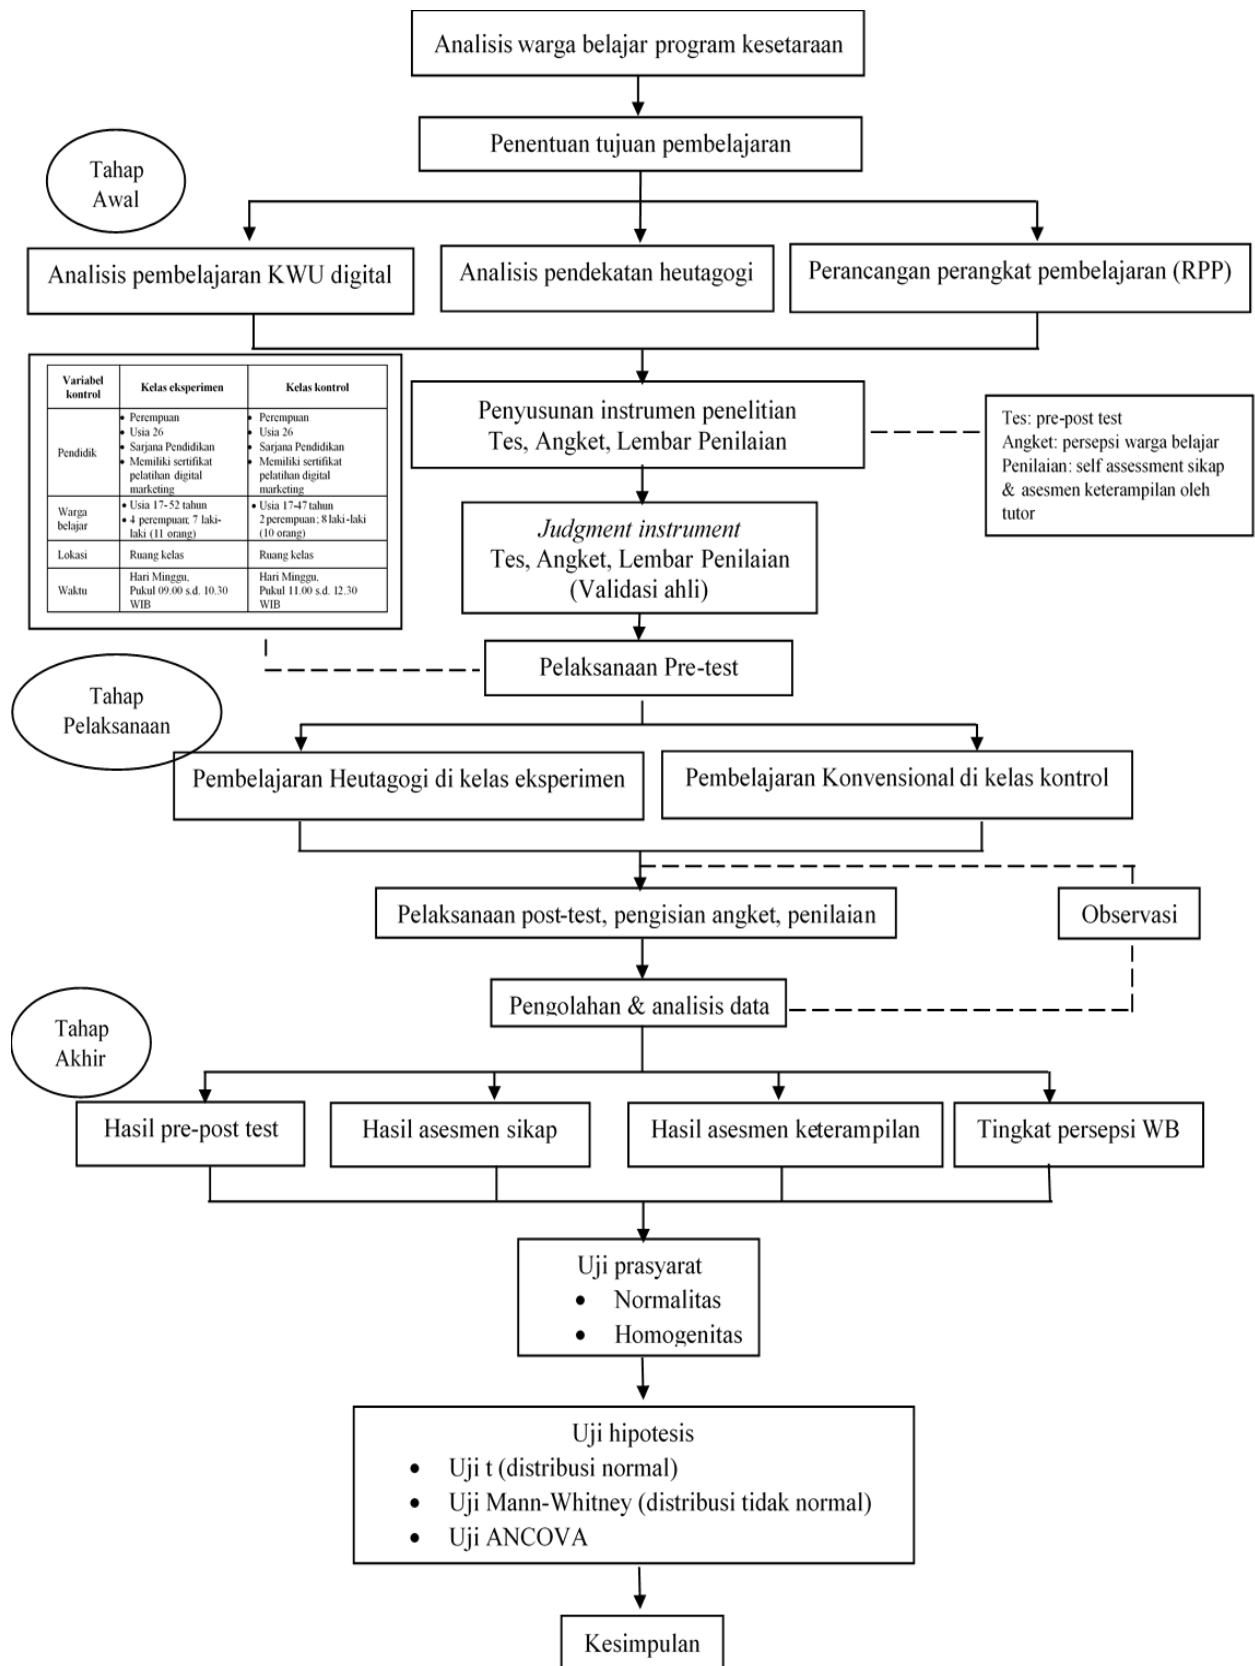 Analisis warga belajar program kesetaraan
Penentuan tujuan pembelajaran
Tahap
Awal
Analisis pembelajaran KWU digital
Analisis pendekatan heutagogi
Perancangan perangkat pembelajaran (RPP)
Variabel
kontrol
Kelas eksperimen
Kelas kontrol
Pendidik
• Perempuan
• Usia 26
• Sarjana Pendidikan
• Memiliki sertifikat
pelatihan digital
marketing
• Perempuan
• Usia 26
• Sarjana Pendidikan
• Memiliki sertifikat
pelatihan digital
marketing
Warga
belajar
• Usia 17-52 tahun
• 4 perempuan; 7 laki-
laki (11 orang)
• Usia 17-47 tahun
2 perempuan; 8 laki-laki
(10 orang)
Lokasi
Ruang kelas
Ruang kelas
Waktu
Hari Minggu,
Pukul 09.00 s.d. 10.30
WIB
Hari Minggu,
Pukul 11.00 s.d. 12.30
WIB
Penyusunan instrumen penelitian
Tes, Angket, Lembar Penilaian
Tes: pre-post test
Angket: persepsi warga belajar
Penilaian: self assessment sikap
& asesmen keterampilan oleh
tutor
Judgment instrument
Tes, Angket, Lembar Penilaian
(Validasi ahli)
Pelaksanaan Pre-test
Tahap
Pelaksanaan
Pembelajaran Heutagogi di kelas eksperimen
Pembelajaran Konvensional di kelas kontrol
Pelaksanaan post-test, pengisian angket, penilaian
Observasi
Pengolahan & analisis data
Tahap
Akhir
Hasil pre-post test
Hasil asesmen sikap
Hasil asesmen keterampilan
Tingkat persepsi WB
Uji prasyarat
• Normalitas
• Homogenitas
Uji hipotesis
• Uji t (distribusi normal)
• Uji Mann-Whitney (distribusi tidak normal)
• Uji ANCOVA
Kesimpulan